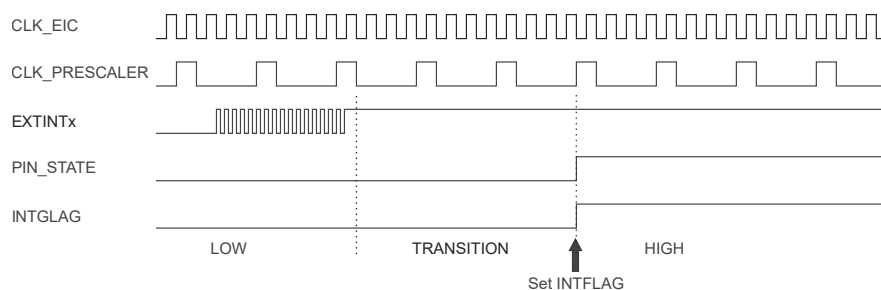 CLK_EIC
CLK_PRESCALER
EXTINTx
PIN_STATE
INTGLAG
LOW TRANSITION HIGH
Set INTFLAG